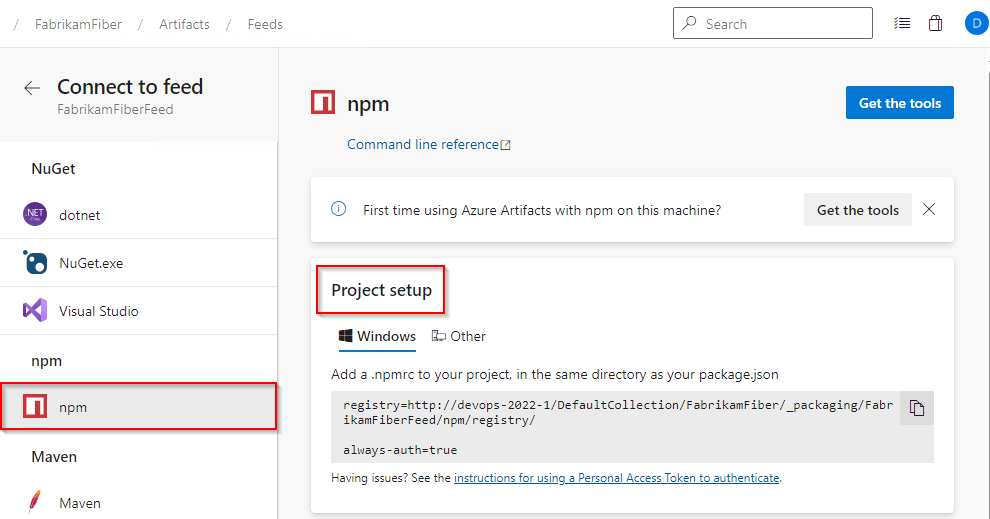 / FabrikamFiber / Artifacts / Feeds
Search
D
Connect to feed
FabrikamFiberFeed
NuGet
.NET Core
dotnet
NuGet.exe
Visual Studio
npm
npm
Maven
Maven
npm
Get the tools
Command line reference
First time using Azure Artifacts with npm on this machine?
Get the tools
Project setup
Windows
Other
Add a .npmrc to your project, in the same directory as your package.json
registry=http://devops-2022-1/DefaultCollection/FabrikamFiber/_packaging/Fabr
ikamFiberFeed/npm/registry/
always-auth=true
Having issues? See the instructions for using a Personal Access Token to authenticate.